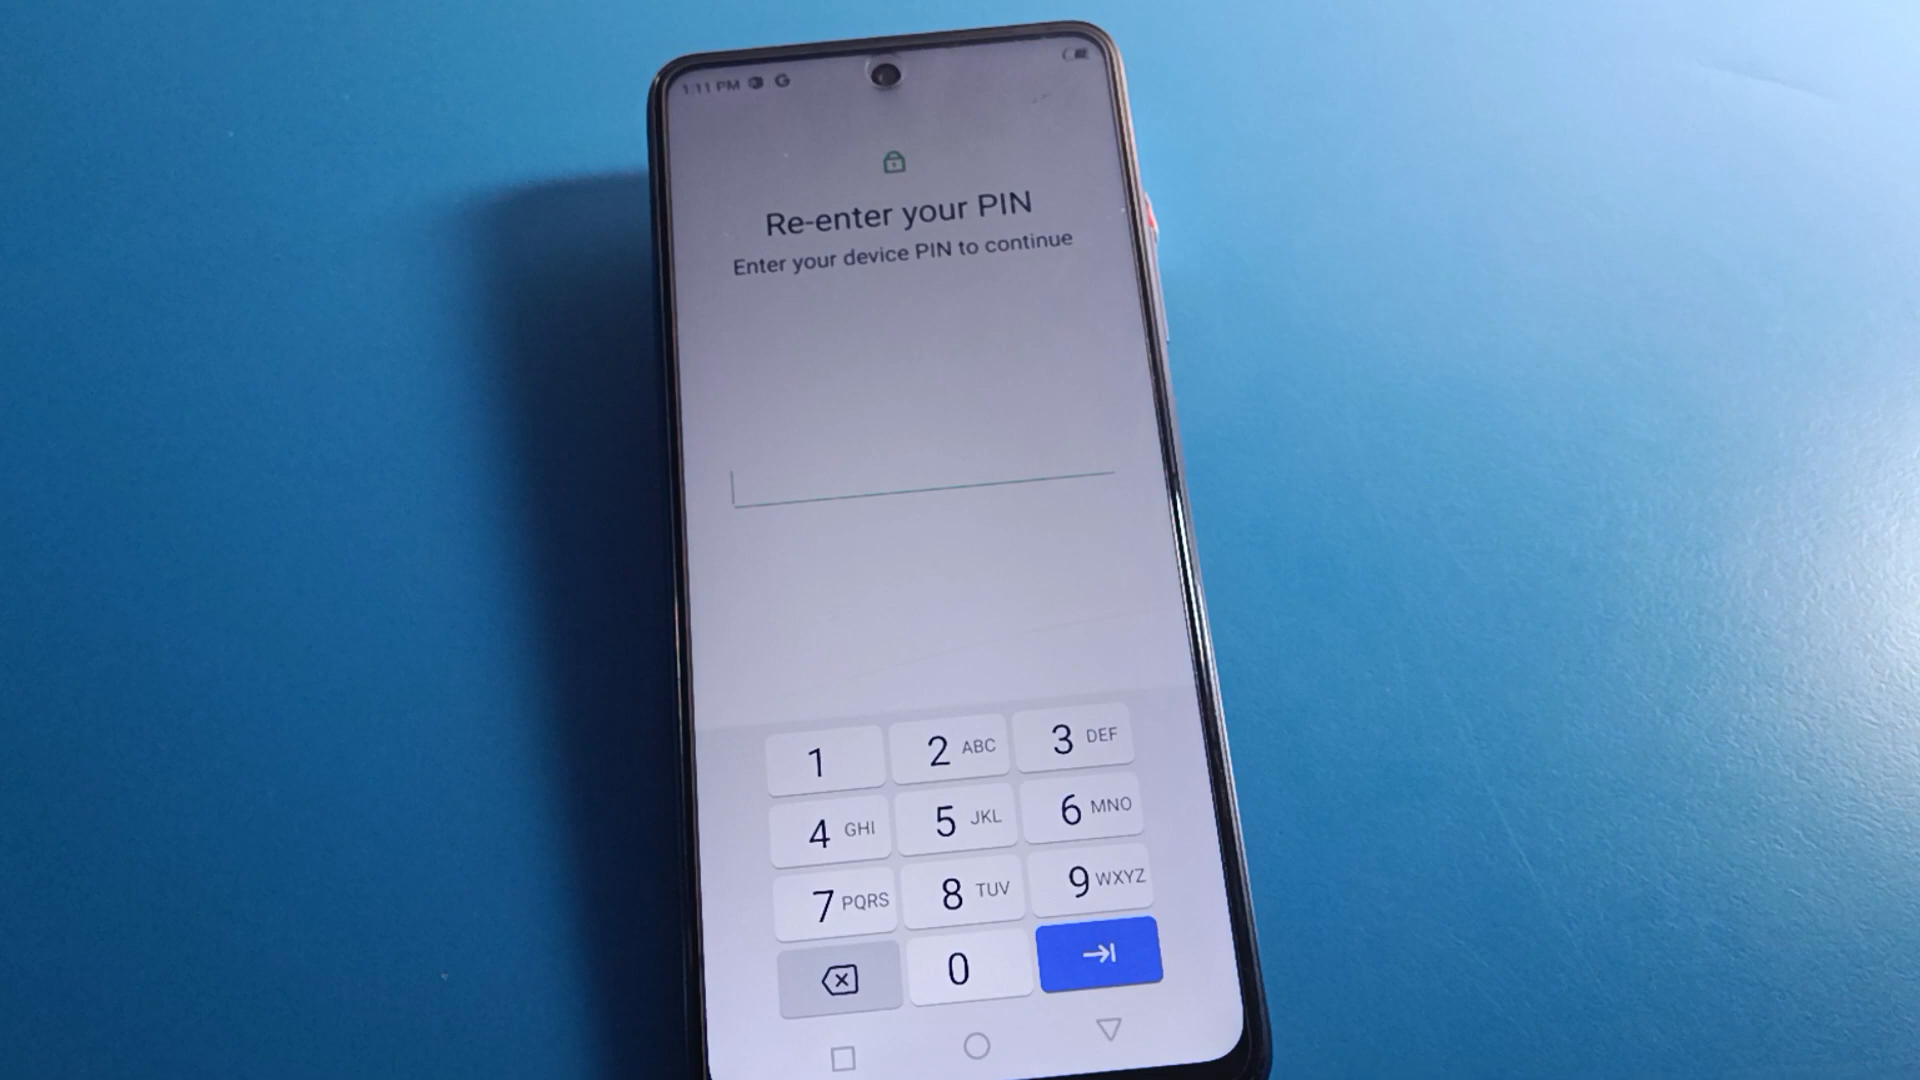 1:11 PM G
Re-enter your PIN
Enter your device PIN to continue
1
2 ABC
3 DEF
4 GHI
5 JKL
6 MNO
7 PQRS
8 TUV
9 WXYZ
0